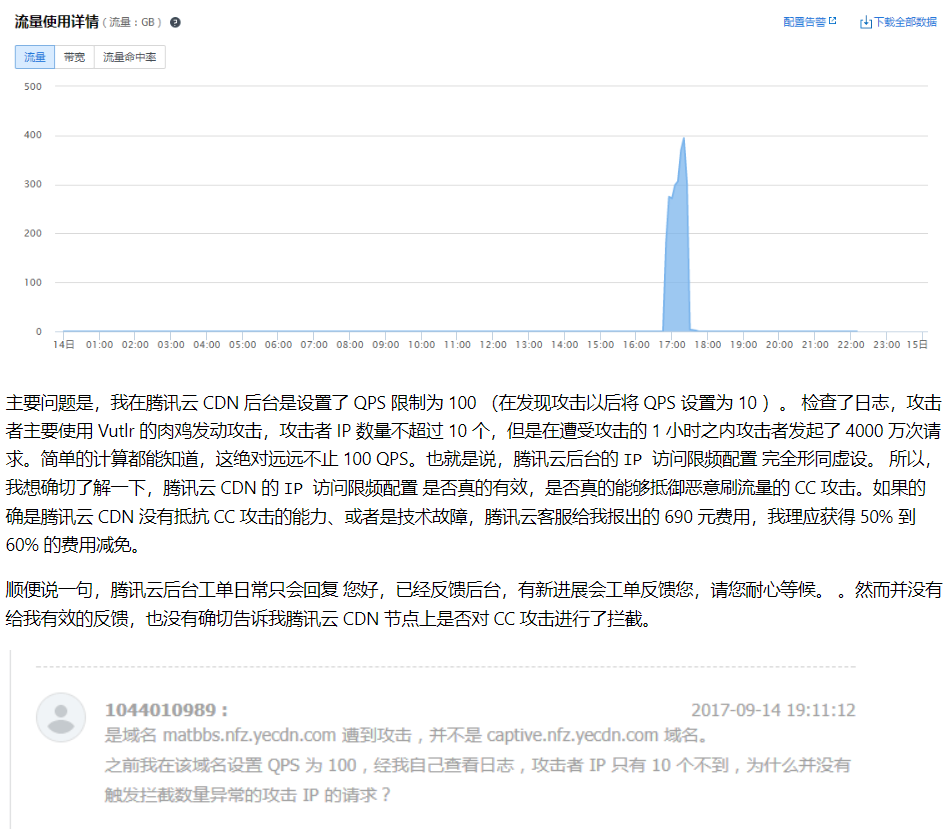 流量使用详情 ( 流量：GB )
配置告警 下载全部数据
流量 带宽 流量命中率
500
400
300
200
100
0
14日 01:00 02:00 03:00 04:00 05:00 06:00 07:00 08:00 09:00 10:00 11:00 12:00 13:00 14:00 15:00 16:00 17:00 18:00 19:00 20:00 21:00 22:00 23:00 15日
主要问题是，我在腾讯云 CDN 后台是设置了 QPS 限制为 100 （在发现攻击以后将 QPS 设置为 10 ）。 检查了日志，攻击
者主要使用 Vutlr 的肉鸡发动攻击，攻击者 IP 数量不超过 10 个，但是在遭受攻击的 1 小时之内攻击者发起了 4000 万次请
求。简单的计算都能知道，这绝对远远不止 100 QPS。也就是说，腾讯云后台的 IP 访问限频配置 完全形同虚设。 所以，
我想确切了解一下，腾讯云 CDN 的 IP 访问限频配置 是否真的有效，是否真的能够抵御恶意刷流量的 CC 攻击。如果的
确是腾讯云 CDN 没有抵抗 CC 攻击的能力、或者是技术故障，腾讯云客服给我报出的 690 元费用，我理应获得 50% 到
60% 的费用减免。
顺便说一句，腾讯云后台工单日常只会回复 您好，已经反馈后台，有新进展会工单反馈您，请您耐心等候。 。然而并没有
给我有效的反馈，也没有确切告诉我腾讯云 CDN 节点上是否对 CC 攻击进行了拦截。
1044010989： 2017-09-14 19:11:12
是域名 matbbs.nfz.yecdn.com 遭到攻击，并不是 captive.nfz.yecdn.com 域名。
之前我在该域名设置 QPS 为 100，经我自己查看日志，攻击者 IP 只有 10 个不到，为什么并没有
触发拦截数量异常的攻击 IP 的请求？